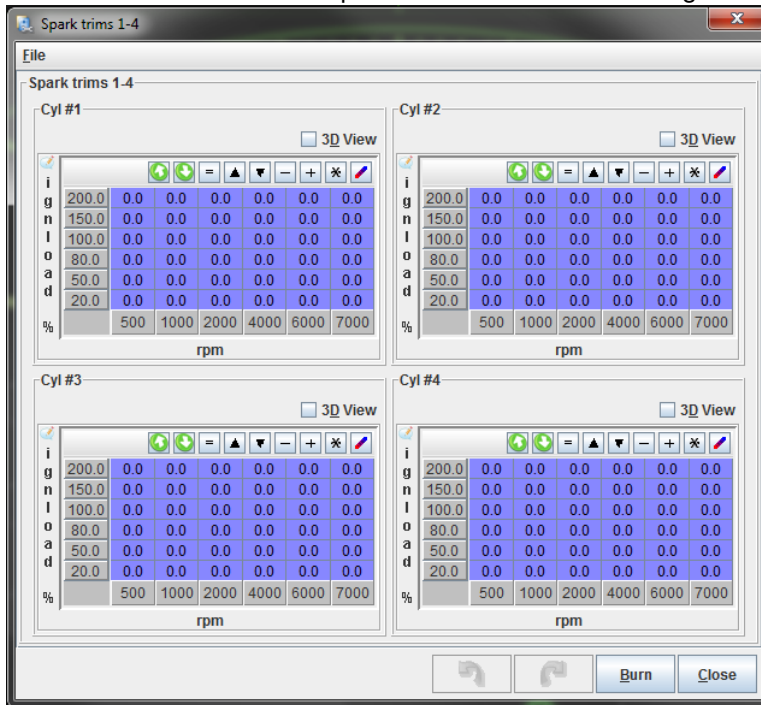 Spark trims 1-4
File
Spark trims 1-4
Cyl #1
3D View
= - + *
ignload
200.0 0.0 0.0 0.0 0.0 0.0 0.0
150.0 0.0 0.0 0.0 0.0 0.0 0.0
100.0 0.0 0.0 0.0 0.0 0.0 0.0
80.0 0.0 0.0 0.0 0.0 0.0 0.0
50.0 0.0 0.0 0.0 0.0 0.0 0.0
20.0 0.0 0.0 0.0 0.0 0.0 0.0
% 500 1000 2000 4000 6000 7000
rpm
Cyl #2
3D View
= - + *
ignload
200.0 0.0 0.0 0.0 0.0 0.0 0.0
150.0 0.0 0.0 0.0 0.0 0.0 0.0
100.0 0.0 0.0 0.0 0.0 0.0 0.0
80.0 0.0 0.0 0.0 0.0 0.0 0.0
50.0 0.0 0.0 0.0 0.0 0.0 0.0
20.0 0.0 0.0 0.0 0.0 0.0 0.0
% 500 1000 2000 4000 6000 7000
rpm
Cyl #3
3D View
= - + *
ignload
200.0 0.0 0.0 0.0 0.0 0.0 0.0
150.0 0.0 0.0 0.0 0.0 0.0 0.0
100.0 0.0 0.0 0.0 0.0 0.0 0.0
80.0 0.0 0.0 0.0 0.0 0.0 0.0
50.0 0.0 0.0 0.0 0.0 0.0 0.0
20.0 0.0 0.0 0.0 0.0 0.0 0.0
% 500 1000 2000 4000 6000 7000
rpm
Cyl #4
3D View
= - + *
ignload
200.0 0.0 0.0 0.0 0.0 0.0 0.0
150.0 0.0 0.0 0.0 0.0 0.0 0.0
100.0 0.0 0.0 0.0 0.0 0.0 0.0
80.0 0.0 0.0 0.0 0.0 0.0 0.0
50.0 0.0 0.0 0.0 0.0 0.0 0.0
20.0 0.0 0.0 0.0 0.0 0.0 0.0
% 500 1000 2000 4000 6000 7000
rpm
Burn
Close